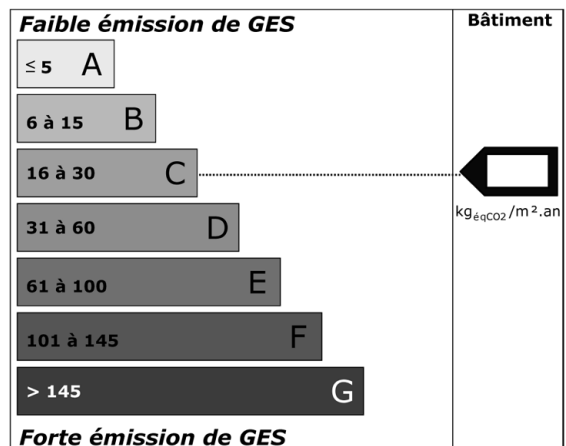 Faible émission de GES
Bâtiment
≤ 5 A
6 à 15 B
16 à 30 C
kgéqCO2/m².an
31 à 60 D
61 à 100 E
101 à 145 F
> 145 G
Forte émission de GES